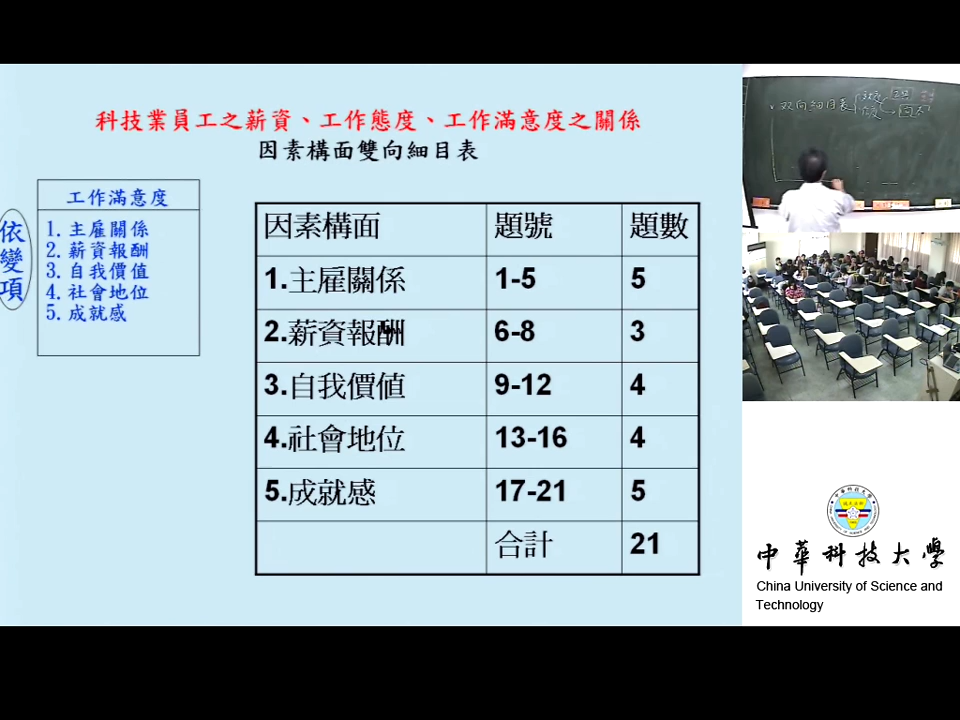 科技業員工之薪資、工作態度、工作滿意度之關係
因素構面雙向細目表
依變項
工作滿意度
1. 主雇關係
2. 薪資報酬
3. 自我價值
4. 社會地位
5. 成就感
因素構面 題號 題數
1.主雇關係 1-5 5
2.薪資報酬 6-8 3
3.自我價值 9-12 4
4.社會地位 13-16 4
5.成就感 17-21 5
合計 21
双向細目表
中華科技大學
China University of Science and
Technology